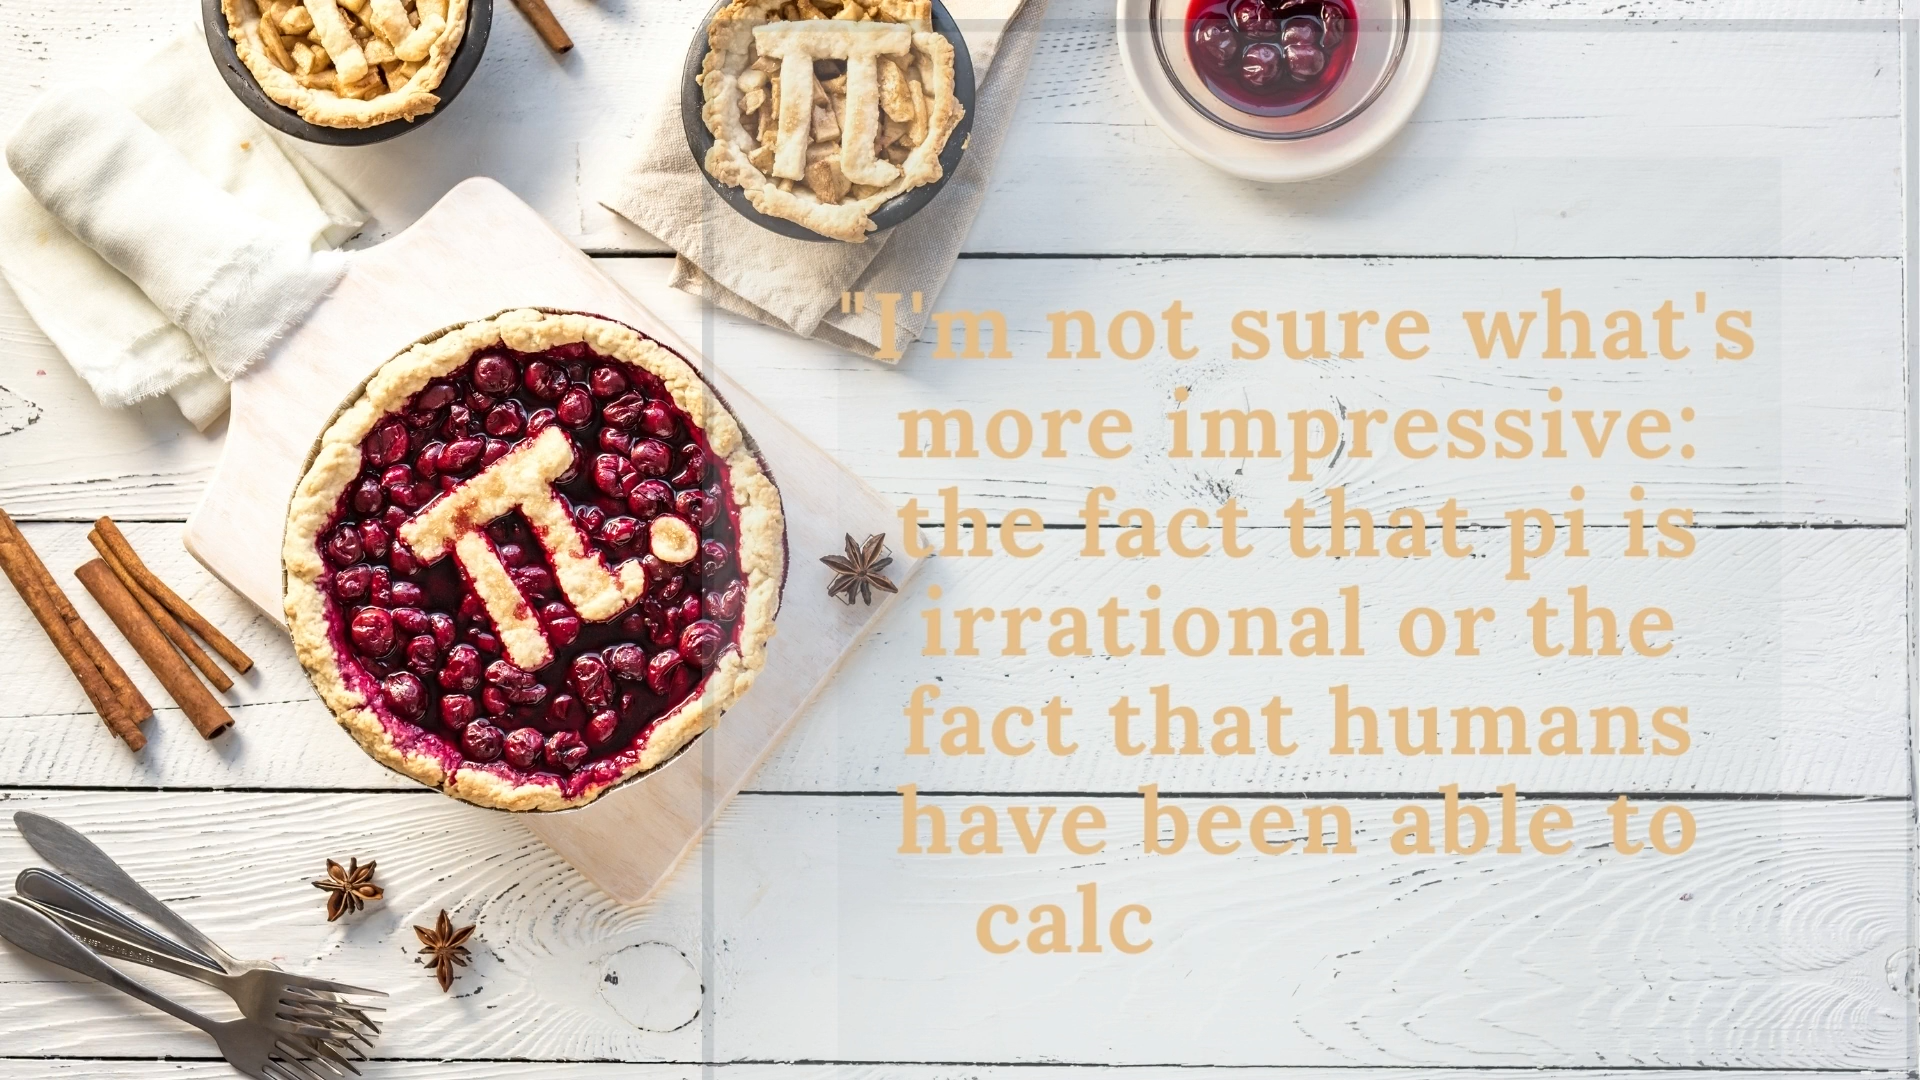 "I'm not sure what's
more impressive:
the fact that pi is
irrational or the
fact that humans
have been able to
calc
π
π